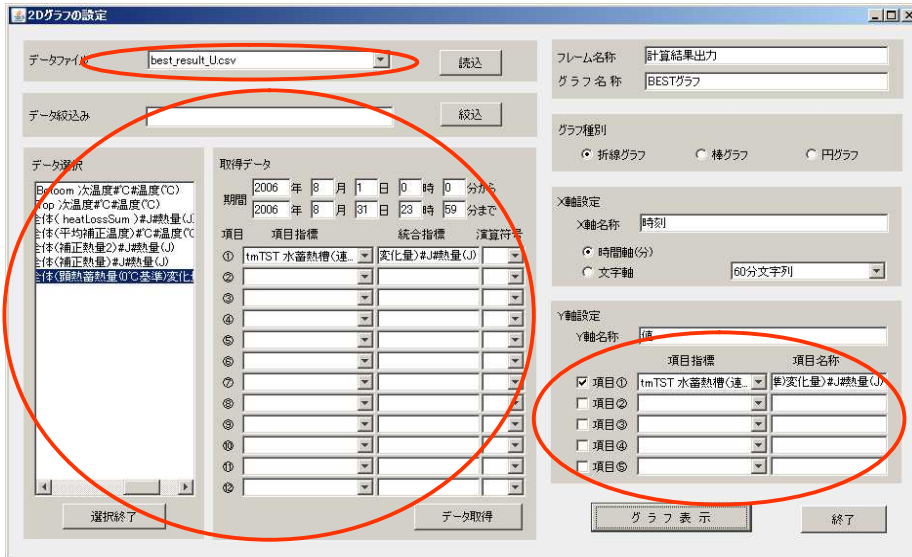 2Dグラフの設定
データファイル best_result_U.csv 読込
データ絞込み 絞込
データ選択
Botoom 次温度#℃#温度(℃)
Top 次温度#℃#温度(℃)
全体( heatLossSum )#J#熱量(J
全体(平均補正温度)#℃#温度(℃
全体(補正熱量2)#J#熱量(J)
全体(補正熱量)#J#熱量(J)
全体(顕熱蓄熱量(0℃基準)変化量
選択終了
取得データ
期間
2006 年 8 月 1 日 0 時 0 分から
2006 年 8 月 31 日 23 時 59 分まで
項目 項目指標 統合指標 演算符号
① tmTST 水蓄熱槽(連... 変化量)#J#熱量(J)
②
③
④
⑤
⑥
⑦
⑧
⑨
⑩
⑪
⑫
データ取得
フレーム名称 計算結果出力
グラフ名称 BESTグラフ
グラフ種別
折線グラフ 棒グラフ 円グラフ
X軸設定
X軸名称 時刻
時間軸(分)
文字軸 60分文字列
Y軸設定
Y軸名称 値
項目指標 項目名称
項目① tmTST 水蓄熱槽(連... 準)変化量)#J#熱量(J)
項目②
項目③
項目④
項目⑤
グラフ表示 終了